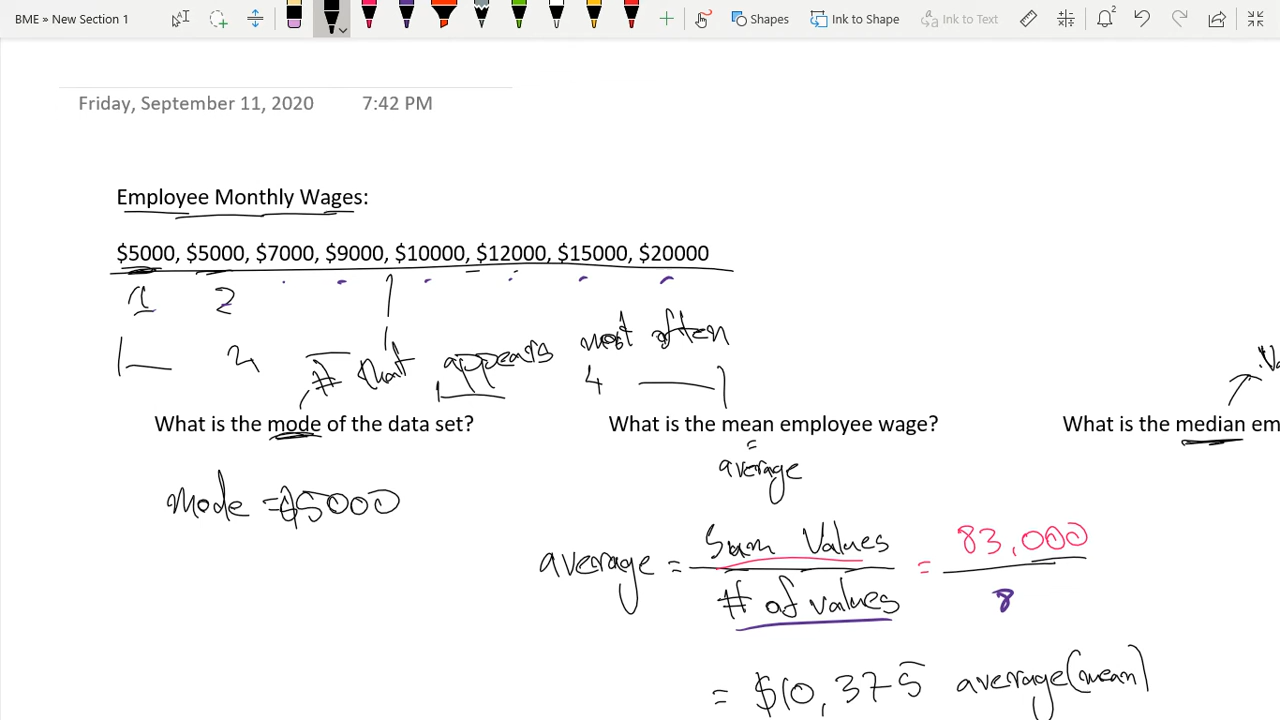 BME » New Section 1
Shapes
Ink to Shape
Ink to Text
2
Friday, September 11, 2020 7:42 PM
Employee Monthly Wages:
$5000, $5000, $7000, $9000, $10000, $12000, $15000, $20000
1 2
# that appears most often
4
What is the mode of the data set? What is the mean employee wage? What is the median em
= average
mode = $5000
average = Sum Values / # of values = 83,000 / 8
= $10,375 average (mean)